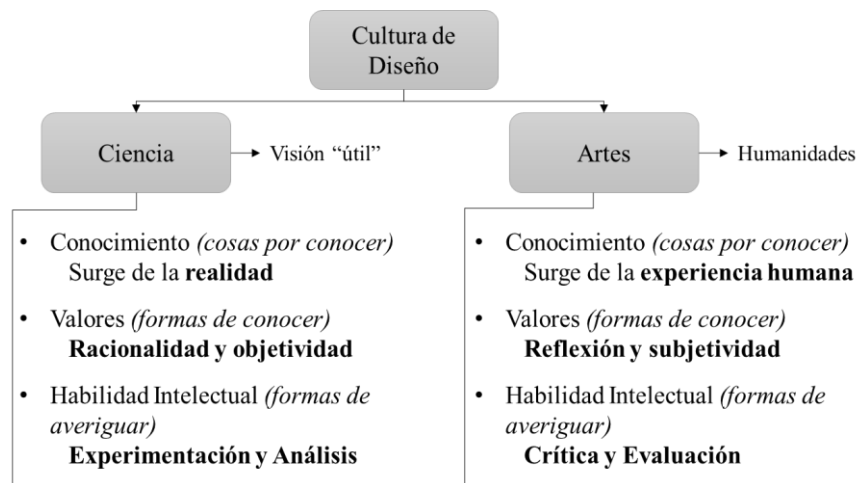 Cultura de
Diseño
Ciencia
Visión “útil”
Artes
Humanidades
• Conocimiento (cosas por conocer)
Surge de la realidad
• Valores (formas de conocer)
Racionalidad y objetividad
• Habilidad Intelectual (formas de
averiguar)
Experimentación y Análisis
• Conocimiento (cosas por conocer)
Surge de la experiencia humana
• Valores (formas de conocer)
Reflexión y subjetividad
• Habilidad Intelectual (formas de
averiguar)
Crítica y Evaluación